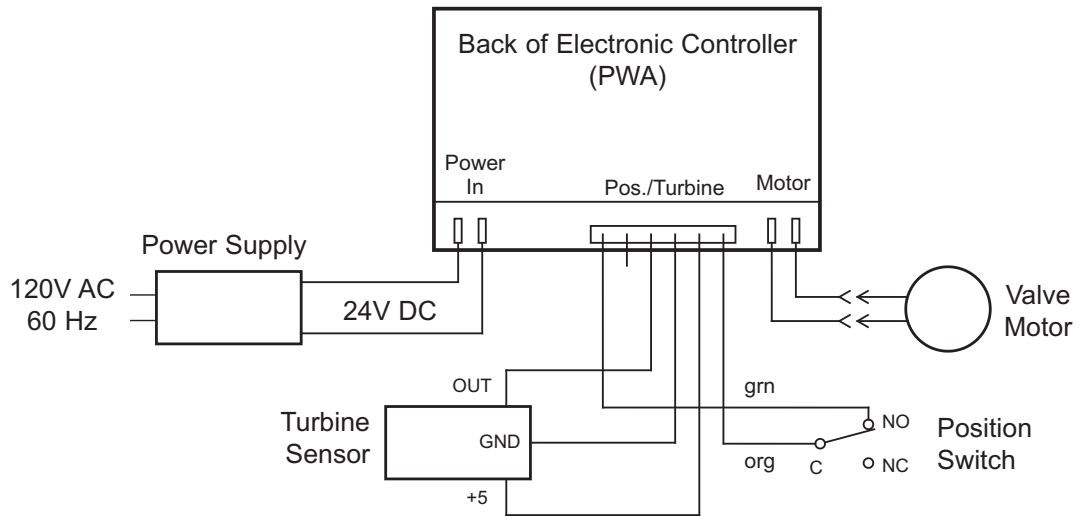 Back of Electronic Controller
(PWA)
Power
In
Pos./Turbine
Motor
Power Supply
120V AC
60 Hz
24V DC
Valve
Motor
OUT
grn
Turbine
Sensor
GND
NO
Position
Switch
org
C
NC
+5